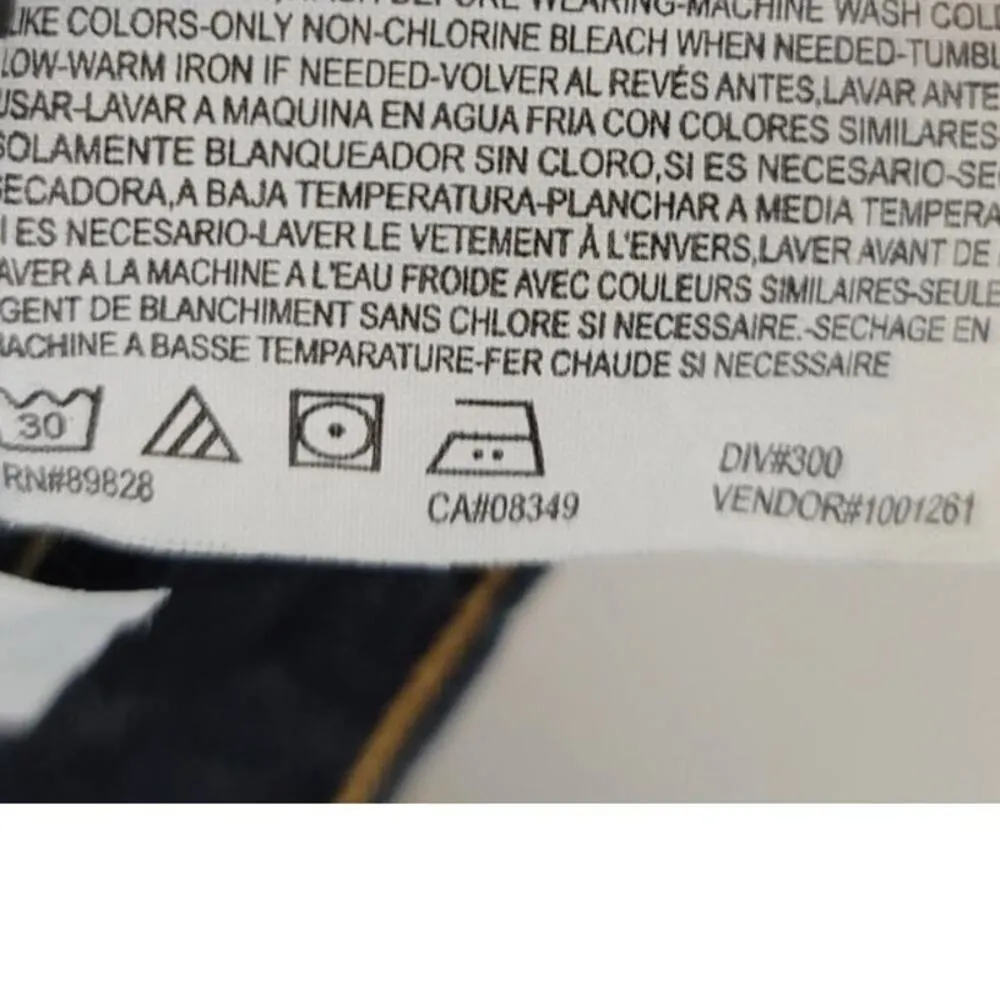 WEARING-MACHINE WASH
LIKE COLORS-ONLY NON-CHLORINE BLEACH WHEN NEEDED-TUMBL
LOW-WARM IRON IF NEEDED-VOLVER AL REVÉS ANTES,LAVAR ANTE
USAR-LAVAR A MAQUINA EN AGUA FRIA CON COLORES SIMILARES
SOLAMENTE BLANQUEADOR SIN CLORO,SI ES NECESARIO-SE
SECADORA,A BAJA TEMPERATURA-PLANCHAR A MEDIA TEMPERA
I ES NECESARIO-LAVER LE VETEMENT À L'ENVERS,LAVER AVANT DE
AVER A LA MACHINE A L'EAU FROIDE AVEC COULEURS SIMILAIRES-SEULE
GENT DE BLANCHIMENT SANS CHLORE SI NECESSAIRE.-SECHAGE EN
MACHINE A BASSE TEMPARATURE-FER CHAUDE SI NECESSAIRE
30
RN#89828
CA#08349
DIV#300
VENDOR#1001261